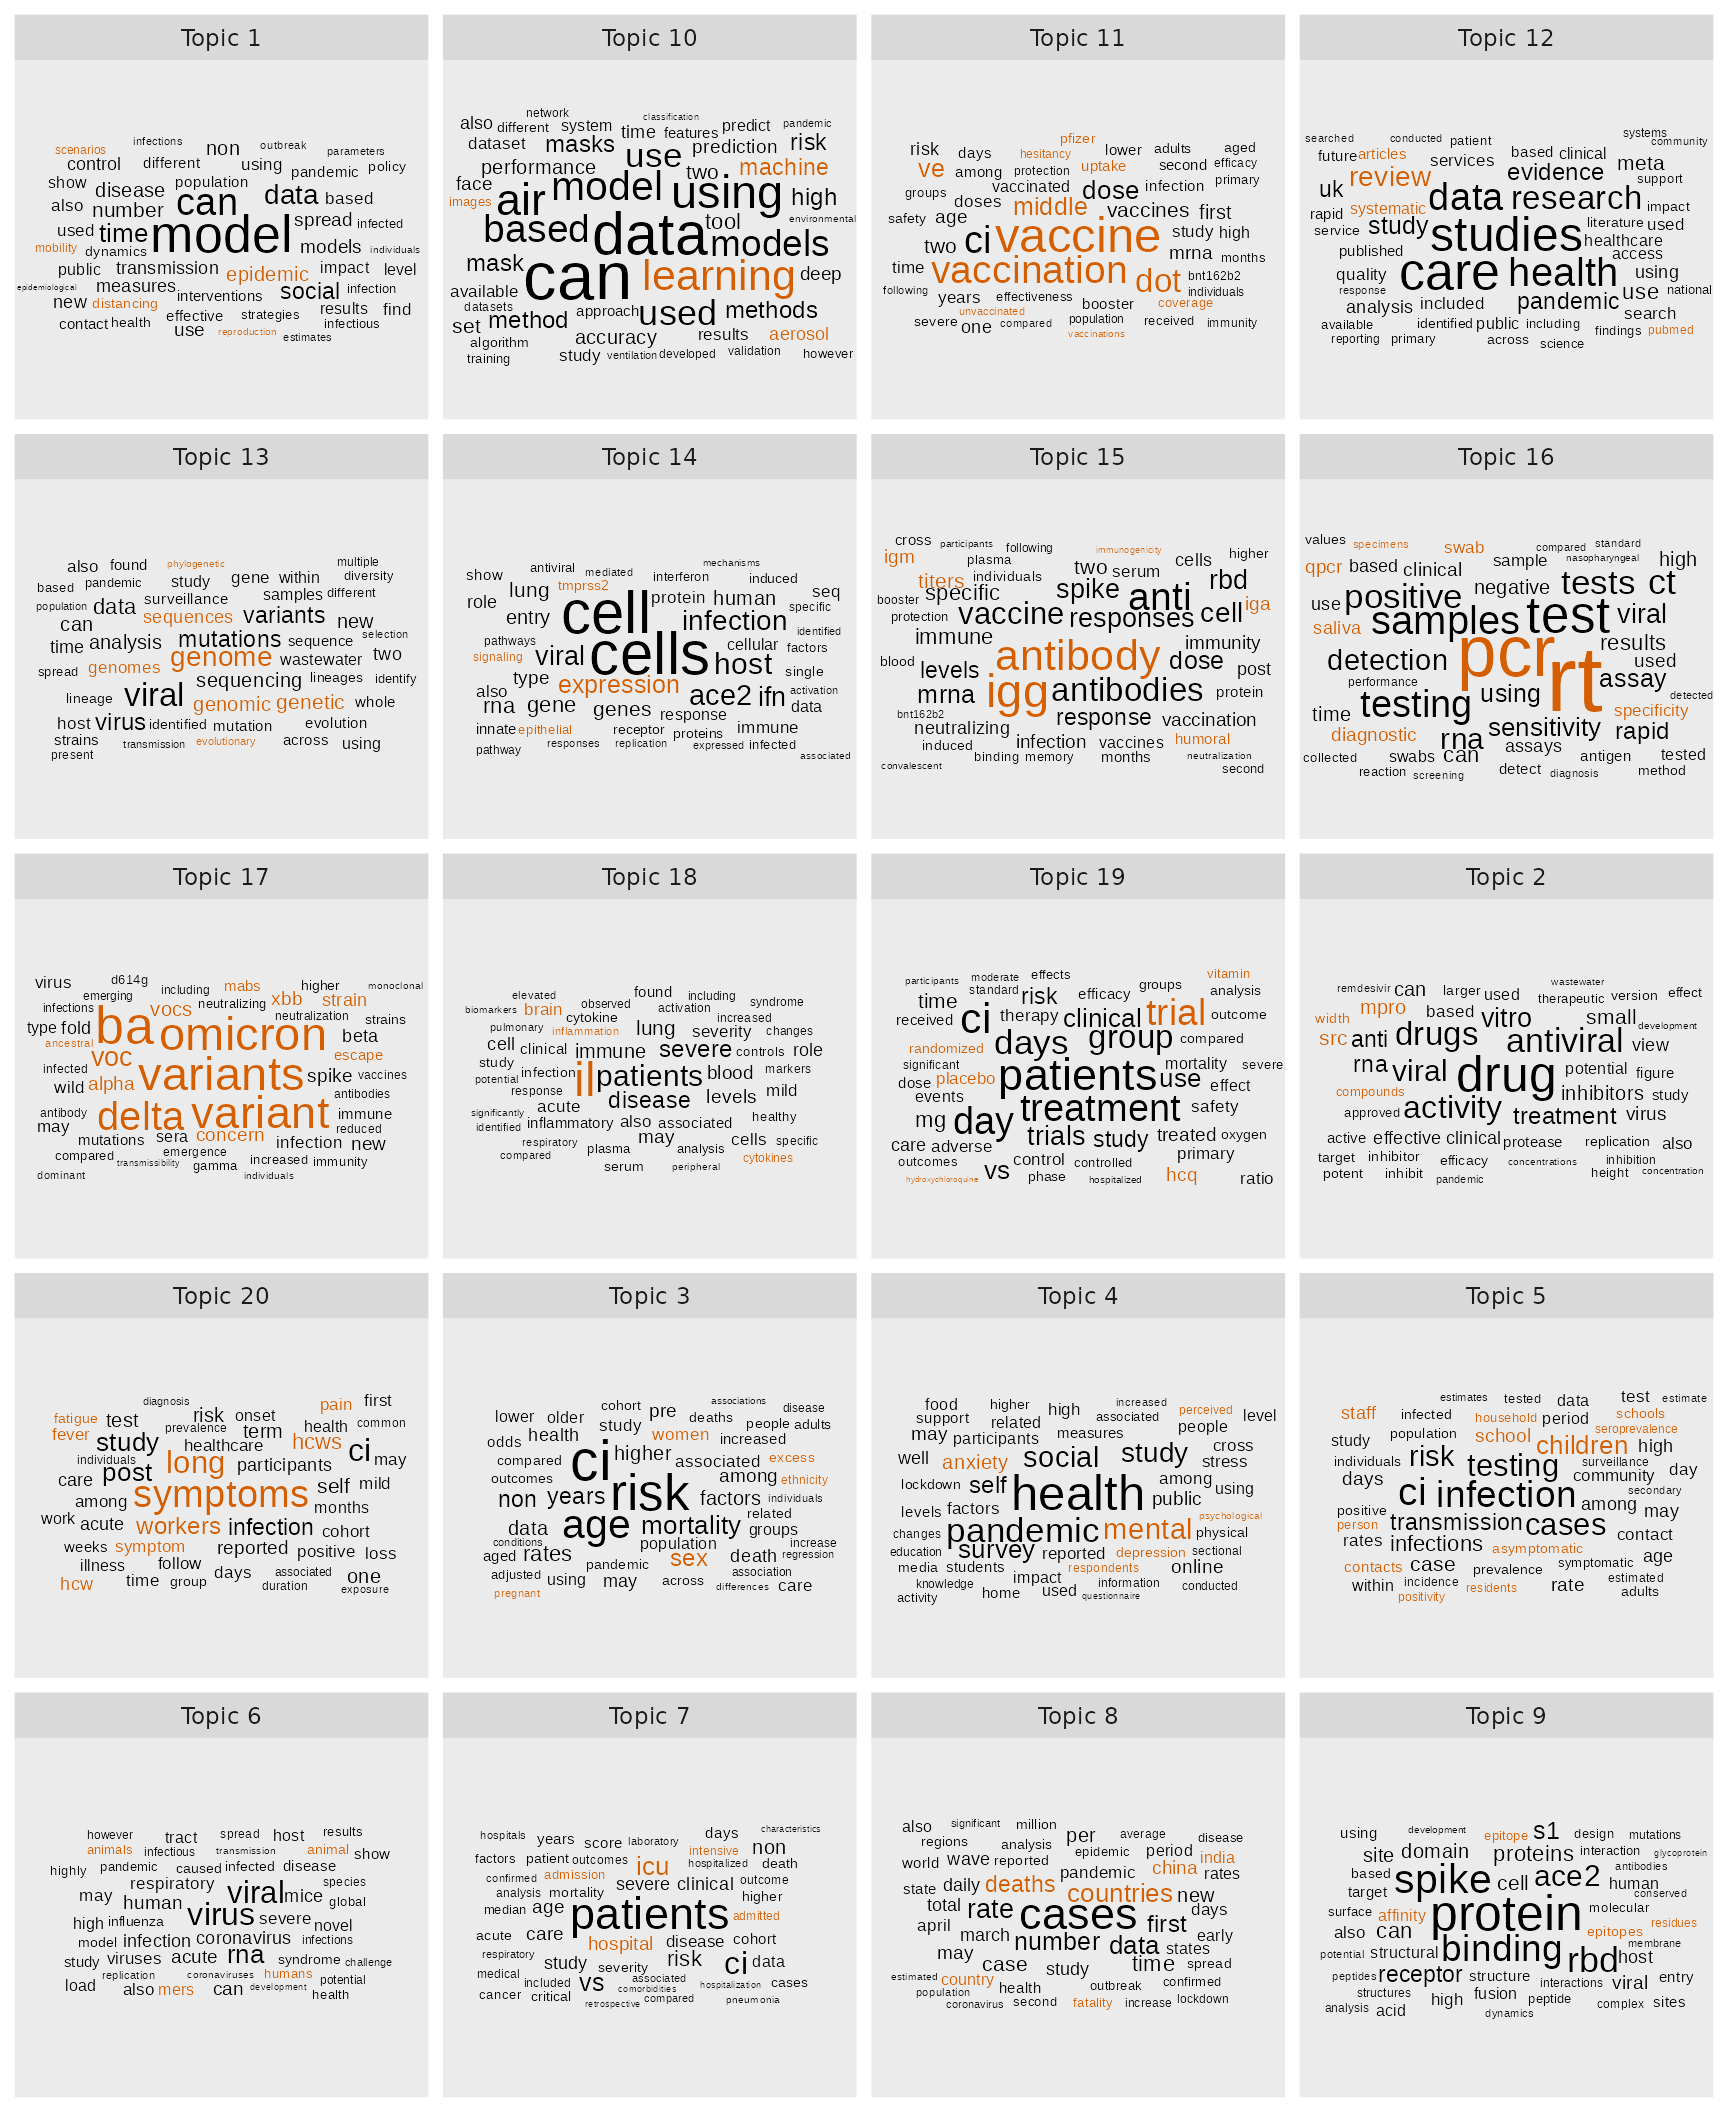 Topic 1
infections outbreak
scenarios non parameters
control different using pandemic policy
show disease population can data based
also number spread infected
used time model models individuals
mobility dynamics
public transmission epidemic impact level
epidemiological measures interventions social infection
new distancing effective strategies results find
contact health use reproduction estimates infectious
Topic 10
network classification
also different system time features predict pandemic
dataset masks use prediction risk
performance two machine
face air model using high
images tool environmental
based data models
mask can learning deep
available
datasets method approach used methods
set accuracy results aerosol
algorithm
training study ventilation developed validation however
Topic 11
pfizer
risk days hesitancy lower adults aged
ve among protection uptake second efficacy
groups vaccinated dose infection primary
doses middle vaccines first
safety age vaccine study high
two ci mrna months
time vaccination dot bnt162b2
following years effectiveness booster coverage individuals
unvaccinated
severe one compared population received immunity
vaccinations
Topic 12
searched conducted patient systems community
future articles services based clinical meta
review evidence support
uk data research impact
rapid systematic literature used
service study studies healthcare
published access
quality care health using
response use national
analysis included pandemic search
available identified public including findings pubmed
reporting primary across science
Topic 13
also found phylogenetic multiple
based pandemic study gene within diversity
surveillance samples different
population data sequences variants new
can mutations sequence selection
time analysis genome wastewater two
spread genomes sequencing lineages identify
lineage viral genomic genetic whole
host virus identified mutation evolution
strains transmission evolutionary across using
present
Topic 14
antiviral mediated mechanisms
show lung tmprss2 interferon induced
role protein human seq
entry cell infection specific
identified
pathways cellular factors
signaling viral cells host single
type expression ace2 ifn activation
also rna gene genes data
innate epithelial receptor response proteins immune
pathway responses replication expressed infected
associated
Topic 15
cross participants following immunogenicity higher
igm plasma two serum cells
titers individuals spike rbd
booster specific anti
protection vaccine responses cell iga
immune immunity
blood levels antibody dose post
mrna igg antibodies protein
bnt162b2 response vaccination
neutralizing
induced infection vaccines humoral
binding memory months neutralization
convalescent second
Topic 16
values specimens swab compared standard
qpcr based clinical sample nasopharyngeal high
use positive negative tests ct
saliva samples test viral
detection pcr results used
performance rt assay detected
time testing using specificity
diagnostic rna sensitivity rapid
collected swabs can assays antigen tested
reaction screening detect diagnosis method
Topic 17
virus d614g including mabs higher monoclonal
emerging
infections vocs neutralizing xbb strain
type fold ba omicron neutralization strains
ancestral beta
voc escape
infected variants spike vaccines
wild alpha antibodies
antibody delta variant immune
may reduced
mutations sera concern infection new
compared emergence increased immunity
transmissibility gamma
dominant individuals
Topic 18
elevated found including
biomarkers brain observed activation syndrome
cytokine increased
pulmonary inflammation lung severity changes
cell clinical immune severe controls role
study
potential infection il patients blood markers
response disease levels mild
significantly acute
identified inflammatory also associated healthy
respiratory may cells specific
compared plasma analysis cytokines
serum peripheral
Topic 19
participants moderate effects vitamin
standard groups
time risk efficacy analysis
received ci therapy clinical trial outcome
randomized days group compared
significant mortality severe
dose placebo patients use effect
events
mg day treatment safety
trials study treated oxygen
care adverse primary
outcomes control controlled
vs phase hospitalized hcq ratio
hydroxychloroquine
Topic 2
wastewater
remdesivir can larger used therapeutic version effect
width mpro based vitro small development
src anti drugs antiviral view
rna viral drug potential figure
compounds inhibitors study
approved activity treatment virus
active effective clinical protease replication also
target inhibitor efficacy concentrations inhibition
potent inhibit pandemic height concentration
Topic 20
diagnosis pain first
fatigue test risk onset
fever prevalence term health common
study healthcare hcws ci
individuals long participants may
care post self mild
among symptoms months
work acute workers infection cohort
weeks symptom reported positive loss
illness follow days associated one
hcw time group duration exposure
Topic 3
cohort associations disease
lower older pre deaths people adults
odds health study women increased
compared ci higher associated excess
outcomes among ethnicity
non years risk factors individuals
related
data age mortality groups
conditions population increase
aged rates sex death regression
adjusted pandemic association
using may across differences care
pregnant
Topic 4
food higher increased perceived
support related high associated level
may participants measures people
well social study cross
anxiety stress
lockdown self among using
levels factors health public
psychological
changes pandemic mental physical
education survey reported depression sectional
media students respondents online
knowledge impact information conducted
activity home used questionnaire
Topic 5
estimates tested data test estimate
staff infected household period schools
population seroprevalence
study school children high
individuals risk testing surveillance
days community day
ci infection secondary
positive among may
person transmission cases contact
rates infections asymptomatic
contacts case prevalence symptomatic age
within incidence residents rate estimated
positivity adults
Topic 6
however tract spread host results
animals infectious transmission animal show
highly pandemic caused infected disease
respiratory species
may human viral mice global
high influenza virus severe novel
model infection coronavirus infections
study viruses acute rna syndrome challenge
replication coronaviruses humans potential
load also mers can development health
Topic 7
hospitals years score laboratory days characteristics
non
factors patient outcomes icu intensive
hospitalized death
confirmed admission severe clinical outcome
analysis mortality higher
median age patients admitted
acute care hospital disease cohort
respiratory study risk ci data
medical severity
included vs associated hospitalization cases
cancer critical comorbidities
retrospective compared pneumonia
Topic 8
also significant million
regions analysis per average disease
world wave reported epidemic period india
pandemic china rates
state daily deaths countries new
total rate cases first days
april
march number data early
may case study time states
spread
estimated country health outbreak confirmed
population
coronavirus second fatality increase lockdown
Topic 9
using development epitope s1 design mutations
site domain proteins interaction glycoprotein
based spike cell ace2 antibodies
target human
conserved
surface affinity protein molecular
also can epitopes residues
potential structural binding rbd membrane
host
peptides receptor structure interactions viral entry
structures high fusion peptide
analysis acid dynamics complex sites